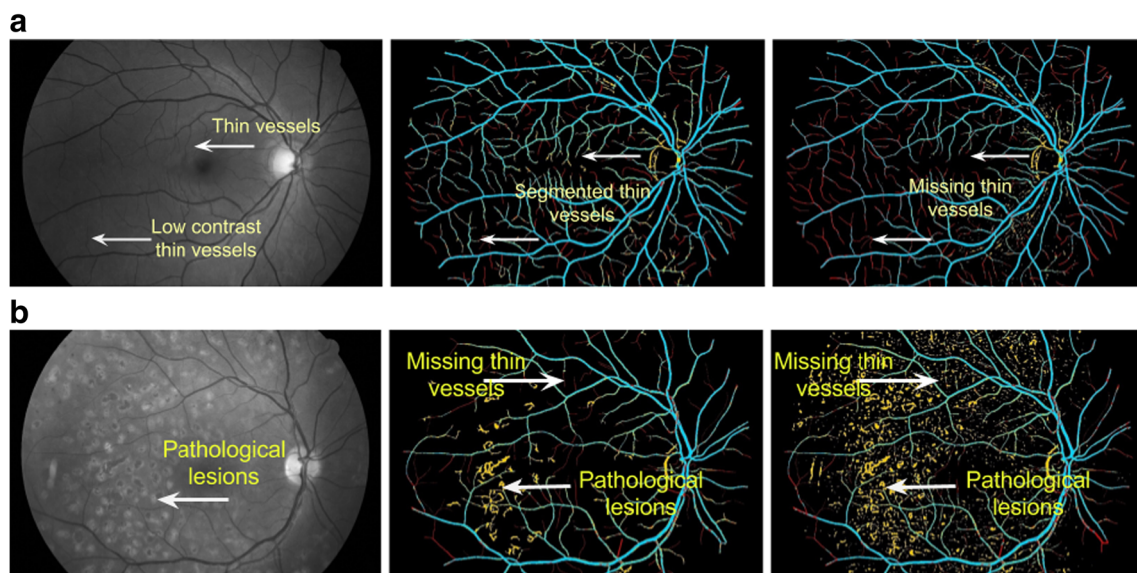 a
Thin vessels
Low contrast
thin vessels
Segmented thin
vessels
Missing thin
vessels
b
Pathological
lesions
Missing thin
vessels
Pathological
lesions
Missing thin
vessels
Pathological
lesions